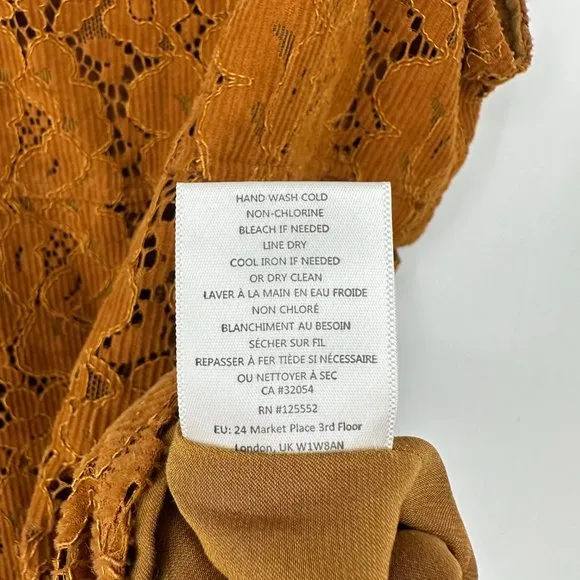 HAND WASH COLD
NON-CHLORINE
BLEACH IF NEEDED
LINE DRY
COOL IRON IF NEEDED
OR DRY CLEAN
LAVER À LA MAIN EN EAU FROIDE
NON CHLORÉ
BLANCHIMENT AU BESOIN
SÉCHER SUR FIL
REPASSER À FER TIÈDE SI NÉCESSAIRE
OU NETTOYER À SEC
CA #32054
RN #125552
EU: 24 Market Place 3rd Floor
London, UK W1W8AN